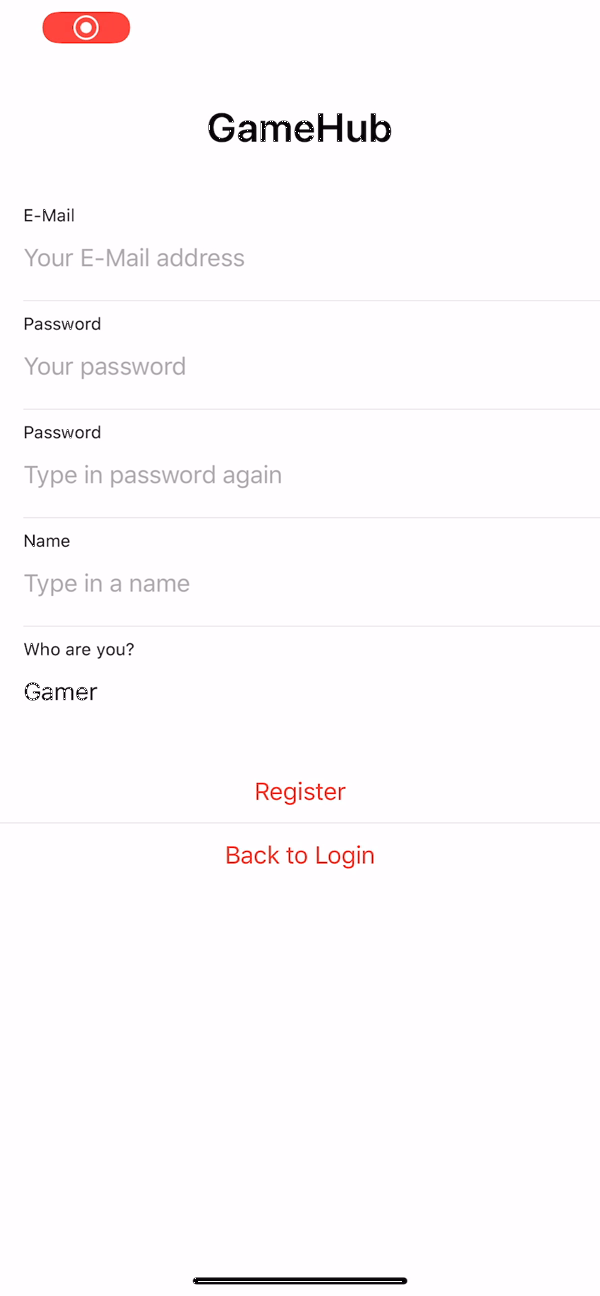 GameHub
E-Mail
Your E-Mail address
Password
Your password
Password
Type in password again
Name
Type in a name
Who are you?
Gamer
Register
Back to Login